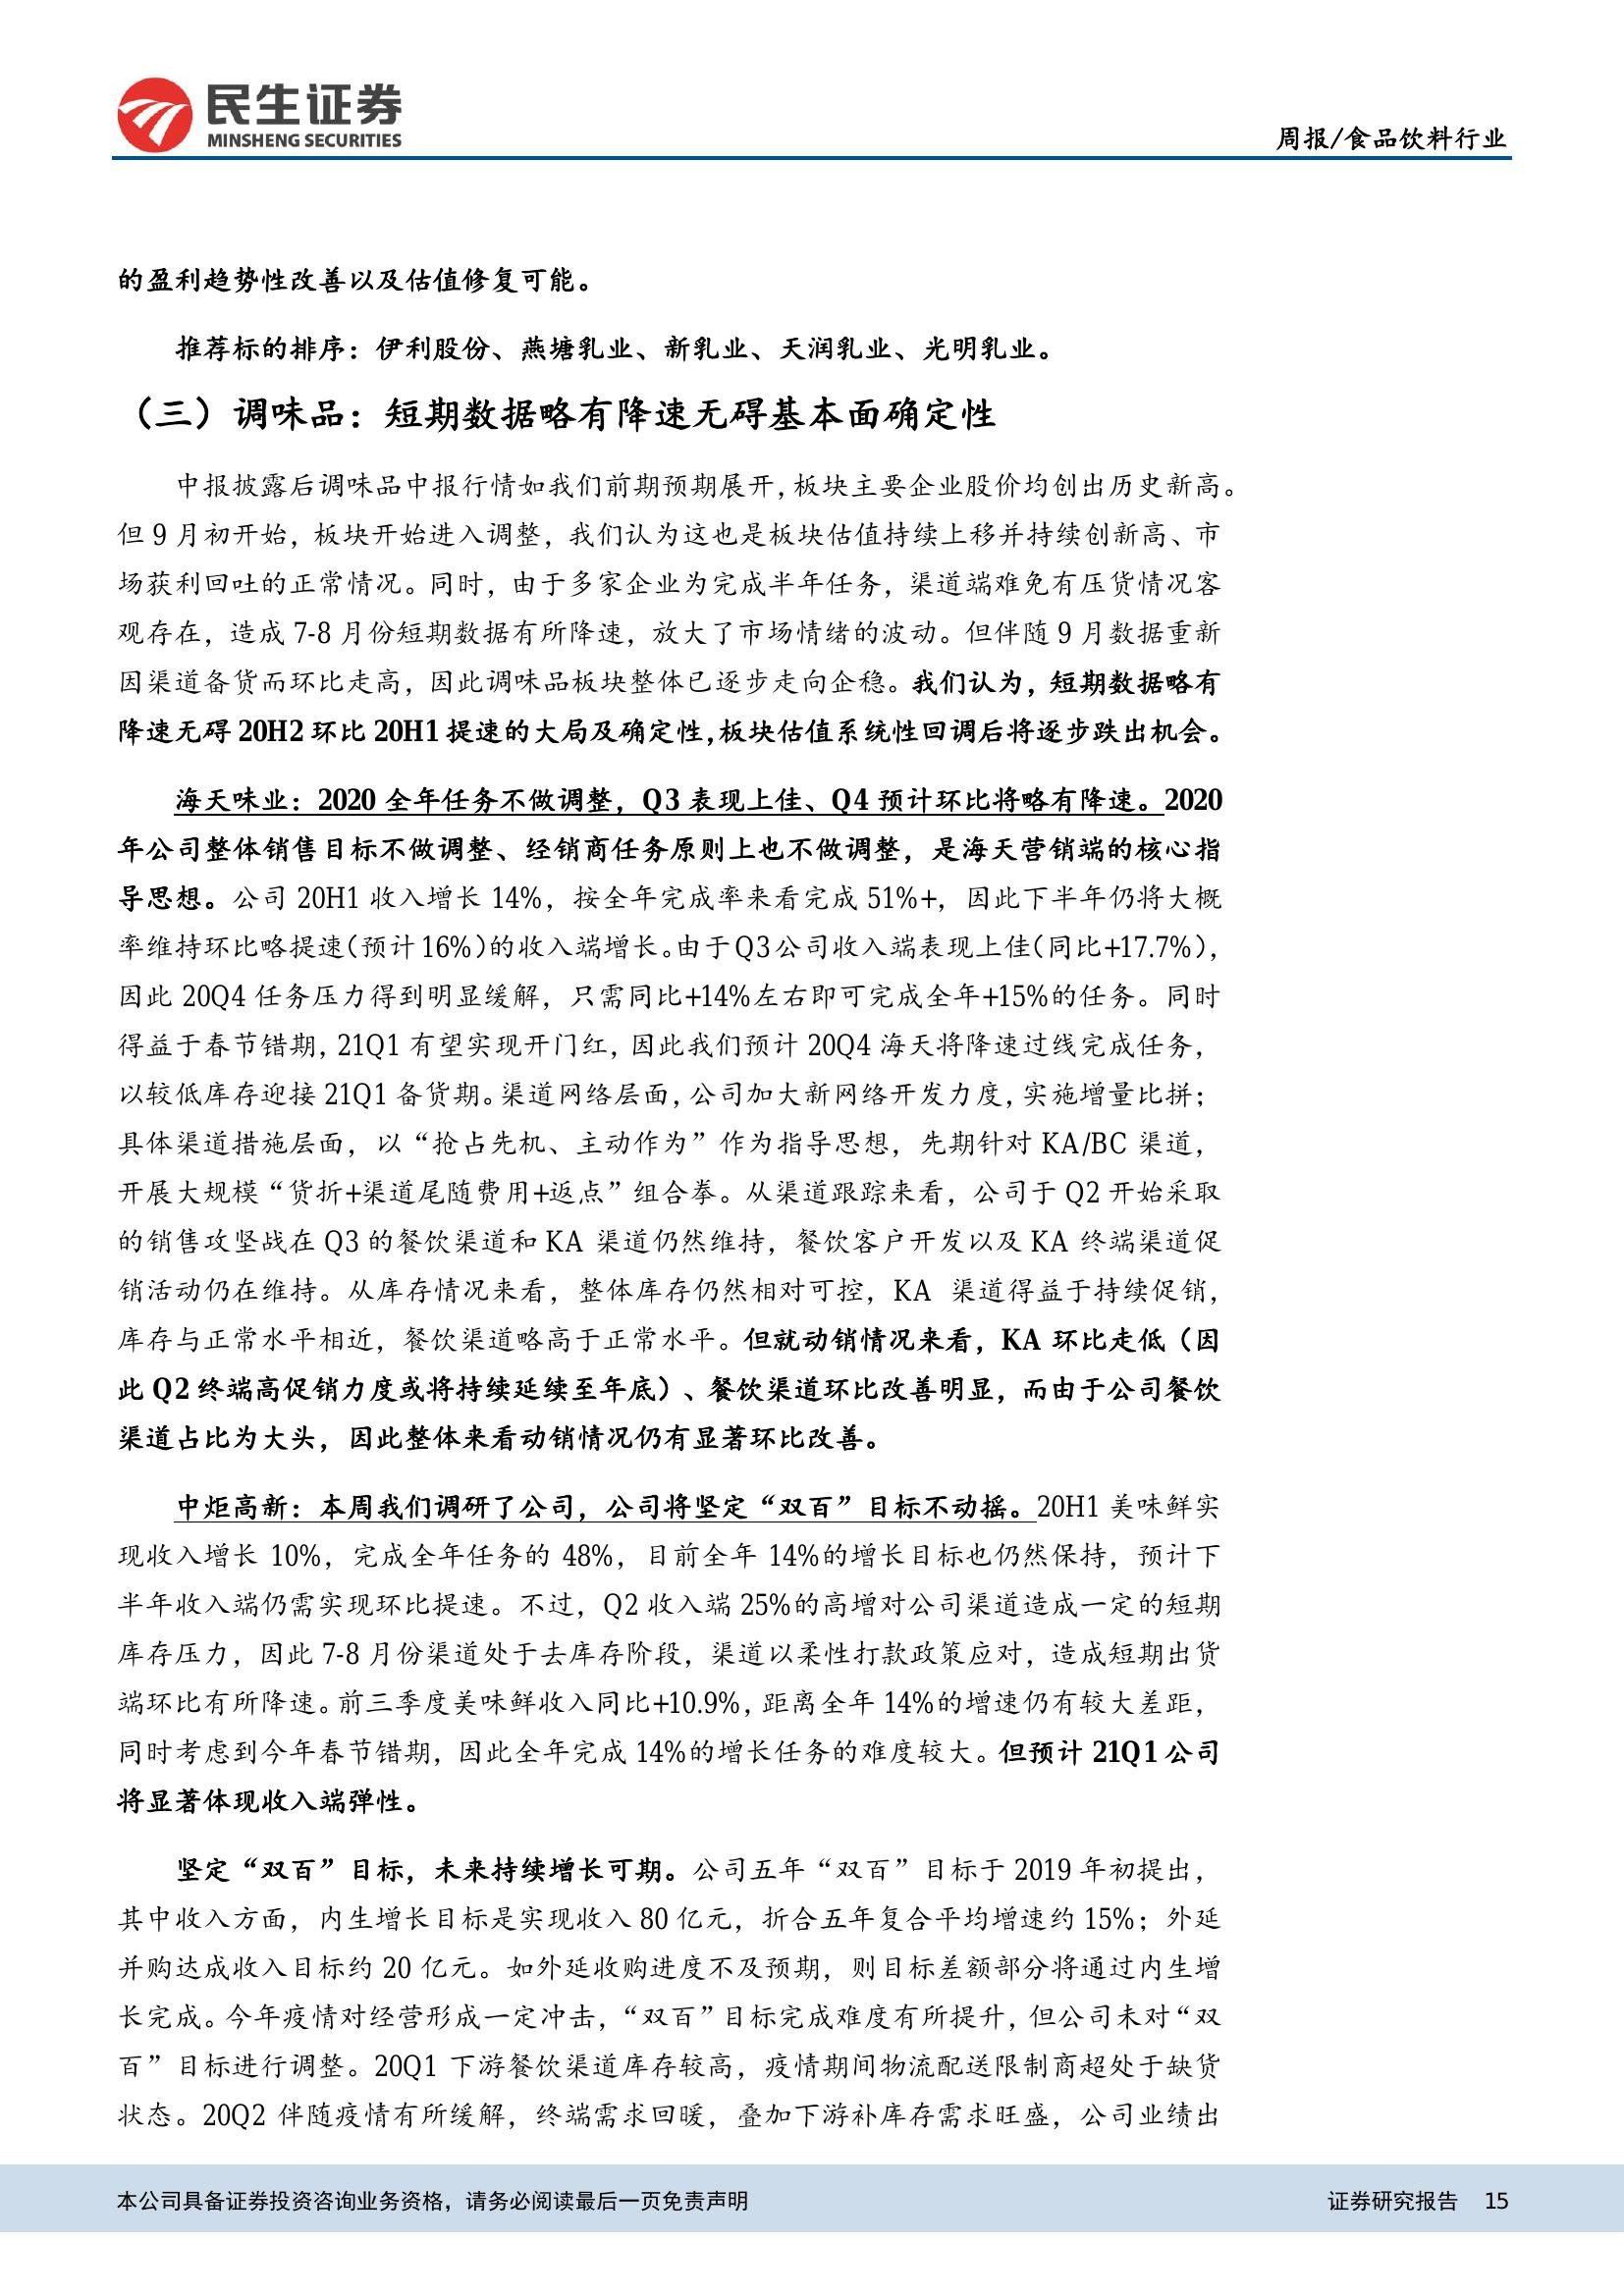 民生证券
MINSHENG SECURITIES
周报/食品饮料行业
的盈利趋势性改善以及估值修复可能。
推荐标的排序：伊利股份、燕塘乳业、新乳业、天润乳业、光明乳业。
（三）调味品：短期数据略有降速无碍基本面确定性
中报披露后调味品中报行情如我们前期预期展开，板块主要企业股价均创出历史新高。
但 9 月初开始，板块开始进入调整，我们认为这也是板块估值持续上移并持续创新高、市
场获利回吐的正常情况。同时，由于多家企业为完成半年任务，渠道端难免有压货情况客
观存在，造成 7-8 月份短期数据有所降速，放大了市场情绪的波动。但伴随 9 月数据重新
因渠道备货而环比走高，因此调味品板块整体已逐步走向企稳。我们认为，短期数据略有
降速无碍 20H2 环比 20H1 提速的大局及确定性，板块估值系统性回调后将逐步跌出机会。
海天味业：2020 全年任务不做调整，Q3 表现上佳、Q4 预计环比将略有降速。2020
年公司整体销售目标不做调整、经销商任务原则上也不做调整，是海天营销端的核心指
导思想。公司 20H1 收入增长 14%，按全年完成率来看完成 51%+，因此下半年仍将大概
率维持环比略提速（预计 16%）的收入端增长。由于 Q3 公司收入端表现上佳（同比+17.7%），
因此 20Q4 任务压力得到明显缓解，只需同比+14%左右即可完成全年+15%的任务。同时
得益于春节错期，21Q1 有望实现开门红，因此我们预计 20Q4 海天将降速过线完成任务，
以较低库存迎接 21Q1 备货期。渠道网络层面，公司加大新网络开发力度，实施增量比拼；
具体渠道措施层面，以“抢占先机、主动作为”作为指导思想，先期针对 KA/BC 渠道，
开展大规模“货折+渠道尾随费用+返点”组合拳。从渠道跟踪来看，公司于 Q2 开始采取
的销售攻坚战在 Q3 的餐饮渠道和 KA 渠道仍然维持，餐饮客户开发以及 KA 终端渠道促
销活动仍在维持。从库存情况来看，整体库存仍然相对可控，KA 渠道得益于持续促销，
库存与正常水平相近，餐饮渠道略高于正常水平。但就动销情况来看，KA 环比走低（因
此 Q2 终端高促销力度或将持续延续至年底）、餐饮渠道环比改善明显，而由于公司餐饮
渠道占比为大头，因此整体来看动销情况仍有显著环比改善。
中炬高新：本周我们调研了公司，公司将坚定“双百”目标不动摇。20H1 美味鲜实
现收入增长 10%，完成全年任务的 48%，目前全年 14%的增长目标也仍然保持，预计下
半年收入端仍需实现环比提速。不过，Q2 收入端 25%的高增对公司渠道造成一定的短期
库存压力，因此 7-8 月份渠道处于去库存阶段，渠道以柔性打款政策应对，造成短期出货
端环比有所降速。前三季度美味鲜收入同比+10.9%，距离全年 14%的增速仍有较大差距，
同时考虑到今年春节错期，因此全年完成 14%的增长任务的难度较大。但预计 21Q1 公司
将显著体现收入端弹性。
坚定“双百”目标，未来持续增长可期。公司五年“双百”目标于 2019 年初提出，
其中收入方面，内生增长目标是实现收入 80 亿元，折合五年复合平均增速约 15%；外延
并购达成收入目标约 20 亿元。如外延收购进度不及预期，则目标差额部分将通过内生增
长完成。今年疫情对经营形成一定冲击，“双百”目标完成难度有所提升，但公司未对“双
百”目标进行调整。20Q1 下游餐饮渠道库存较高，疫情期间物流配送限制商超处于缺货
状态。20Q2 伴随疫情有所缓解，终端需求回暖，叠加下游补库存需求旺盛，公司业绩出
本公司具备证券投资咨询业务资格，请务必阅读最后一页免责声明
证券研究报告 15